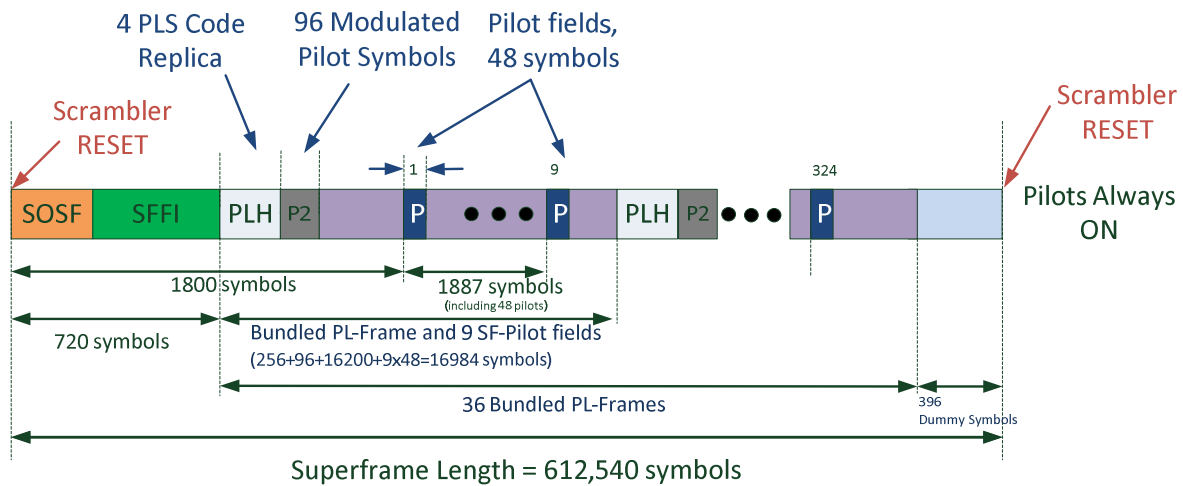 4 PLS Code
Replica
96 Modulated
Pilot Symbols
Pilot fields,
48 symbols
Scrambler
RESET
Scrambler
RESET
1
9
324
SOSF
SFFI
PLH
P2
P
P
PLH
P2
P
Pilots Always
ON
1800 symbols
1887 symbols
(including 48 pilots)
720 symbols
Bundled PL-Frame and 9 SF-Pilot fields
(256+96+16200+9x48=16984 symbols)
36 Bundled PL-Frames
396
Dummy Symbols
Superframe Length = 612,540 symbols